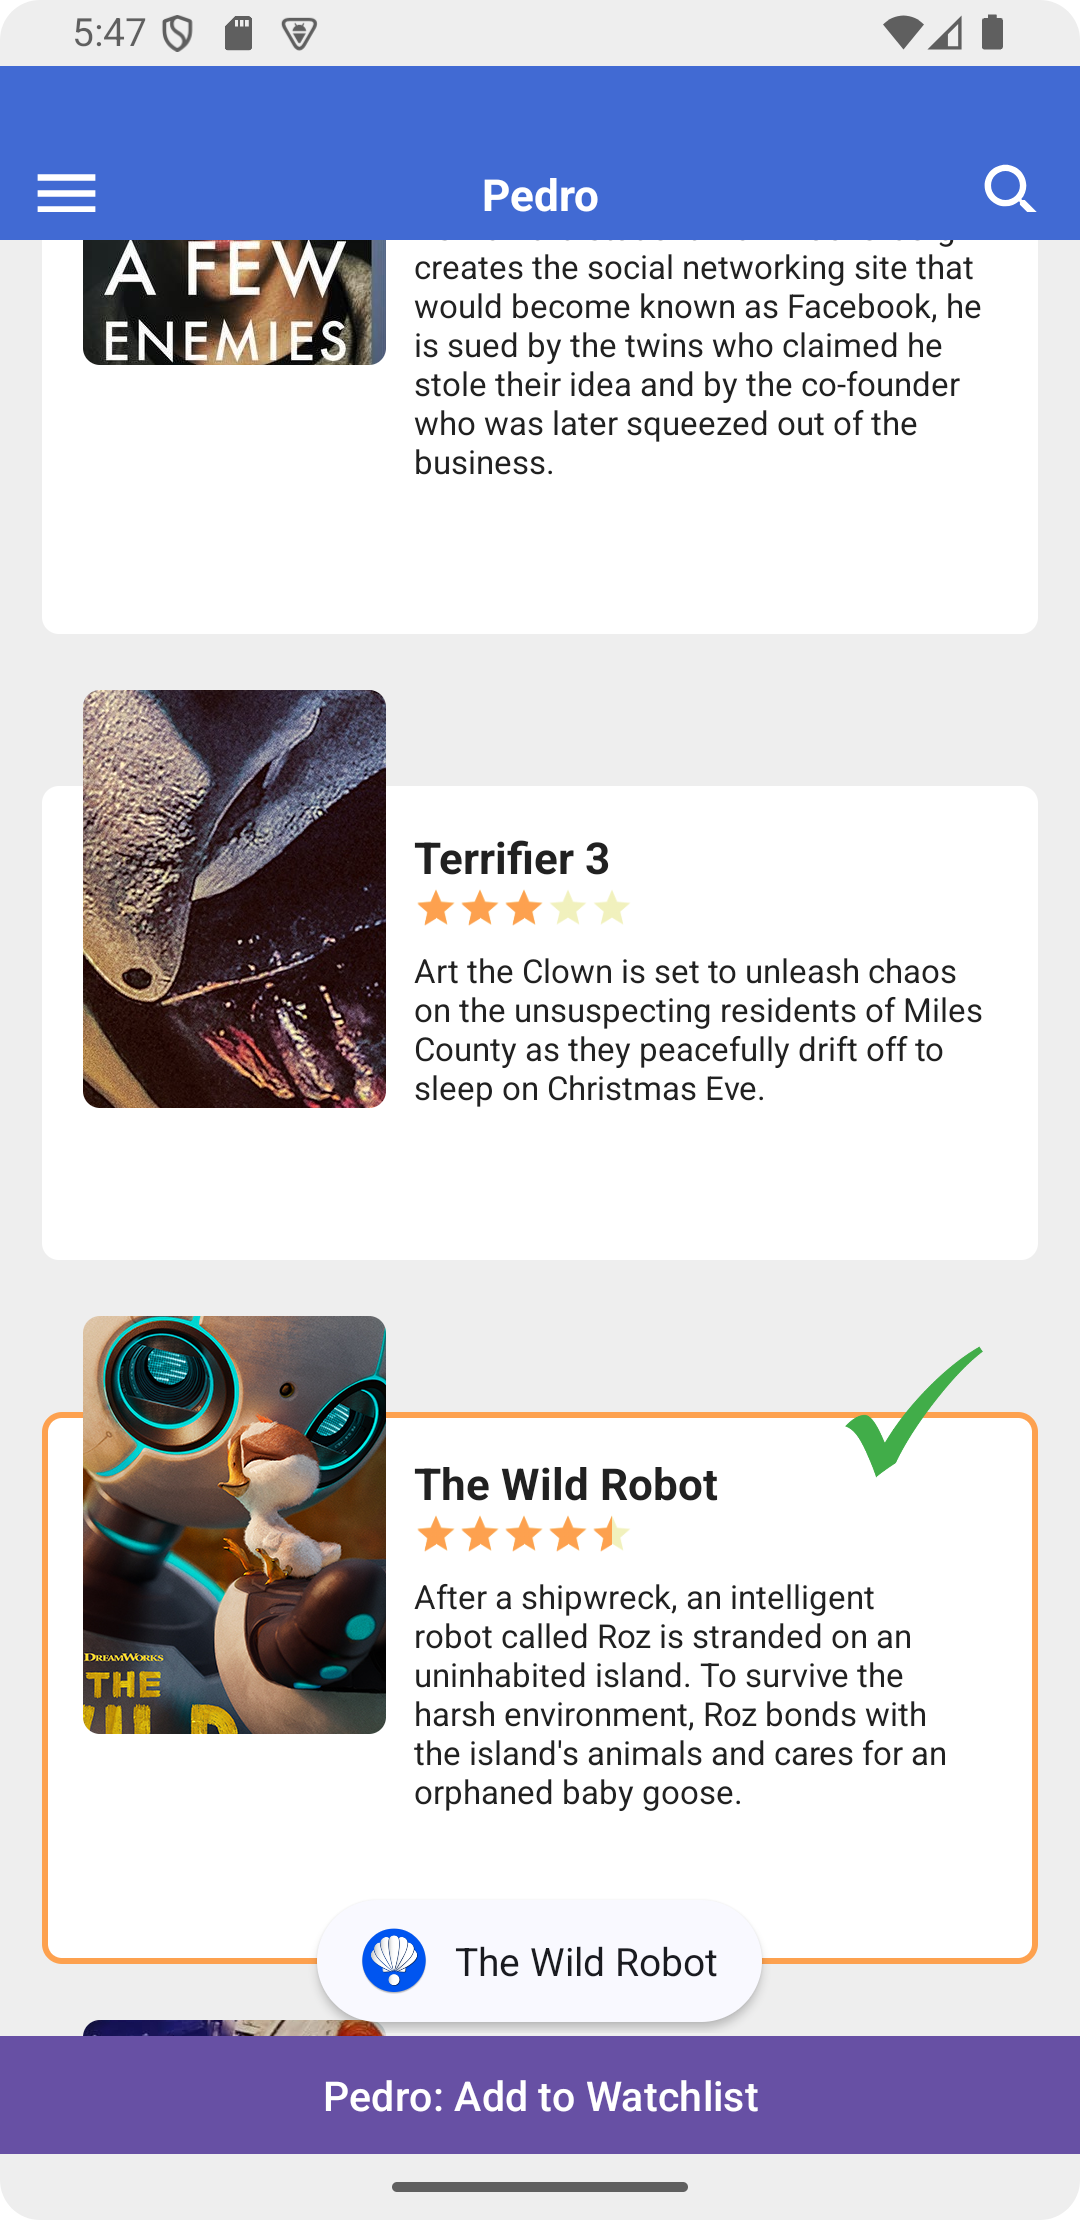 5:47
Pedro
A FEW
ENEMIES
creates the social networking site that
would become known as Facebook, he
is sued by the twins who claimed he
stole their idea and by the co-founder
who was later squeezed out of the
business.
Terrifier 3
Art the Clown is set to unleash chaos
on the unsuspecting residents of Miles
County as they peacefully drift off to
sleep on Christmas Eve.
DREAMWORKS
THE
WILD
The Wild Robot
After a shipwreck, an intelligent
robot called Roz is stranded on an
uninhabited island. To survive the
harsh environment, Roz bonds with
the island's animals and cares for an
orphaned baby goose.
The Wild Robot
Pedro: Add to Watchlist